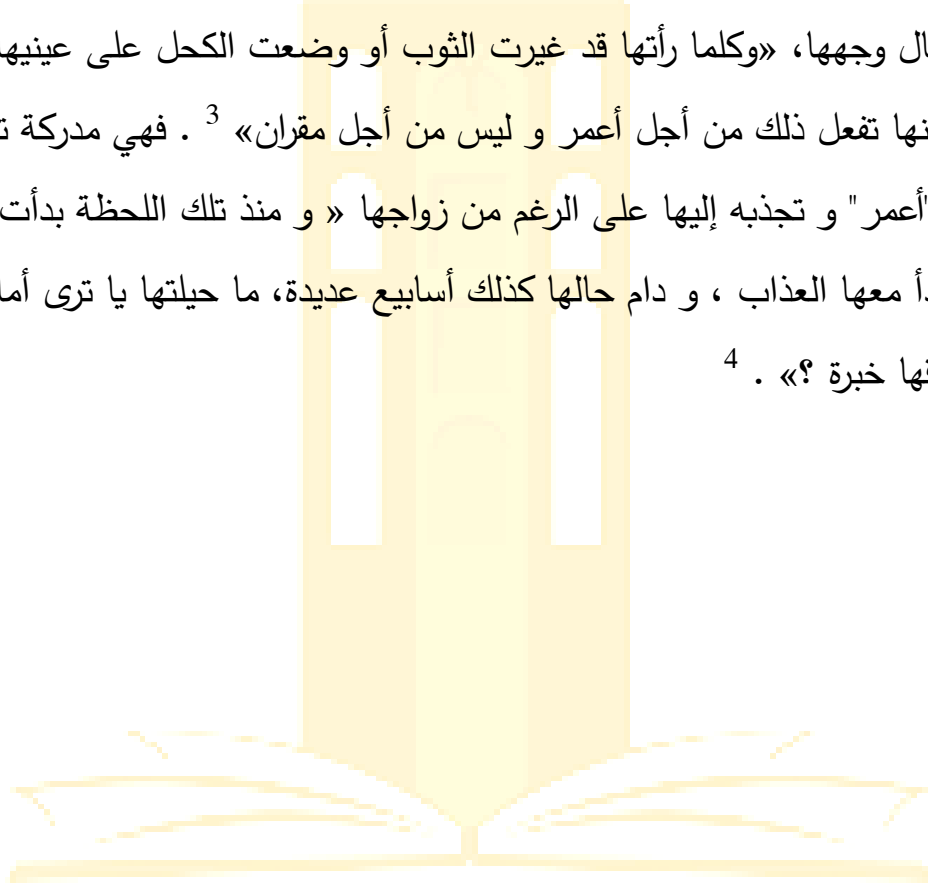 ال وجهها، «وكلما رأتها قد غيرت الثوب أو وضعت الكحل على عينيه
نها تفعل ذلك من أجل أعمر و ليس من أجل مقران» 3 . فهي مدركة ت
"أعمر" و تجذبه إليها على الرغم من زواجها « و منذ تلك اللحظة بدأت
دأ معها العذاب ، و دام حالها كذلك أسابيع عديدة، ما حيلتها يا ترى أما
قها خبرة ؟» . 4